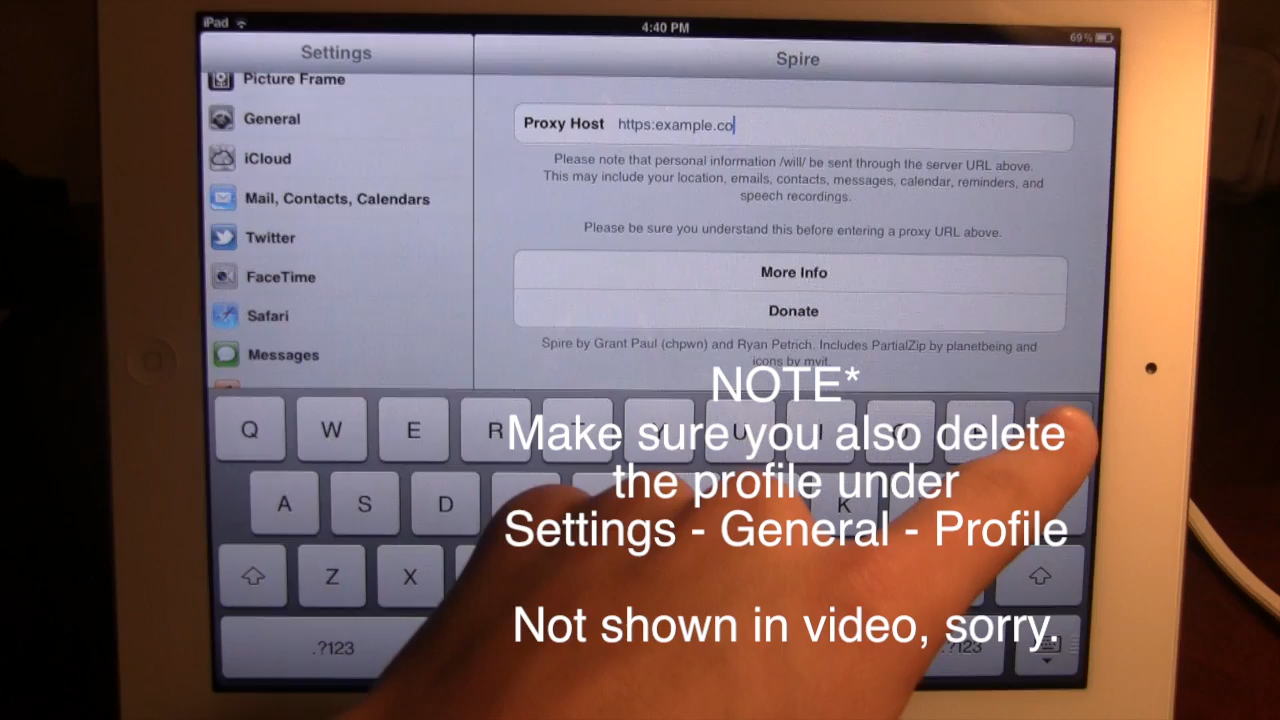 iPad
4:40 PM
69%
Settings
Spire
Picture Frame
General
iCloud
Mail, Contacts, Calendars
Twitter
FaceTime
Safari
Messages
Proxy Host https:example.co
Please note that personal information /will/ be sent through the server URL above.
This may include your location, emails, contacts, messages, calendar, reminders, and
speech recordings.
Please be sure you understand this before entering a proxy URL above.
More Info
Donate
Spire by Grant Paul (chpwn) and Ryan Petrich. Includes PartialZip by planetbeing and
icons by mvit.
NOTE*
Make sure you also delete
the profile under
Settings - General - Profile
Not shown in video, sorry.
Q W E R T Y U I O
A S D K
Z X
.?123 .?123